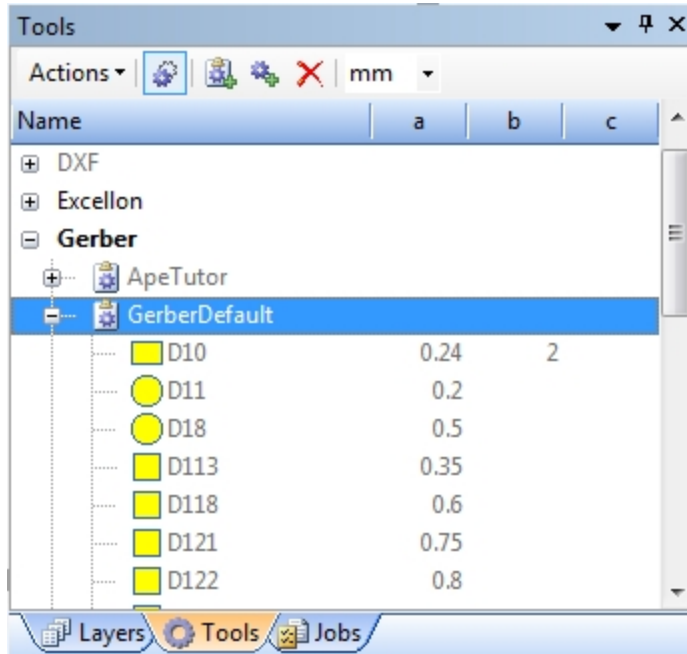 Tools
Actions mm
Name a b c
DXF
Excellon
Gerber
ApeTutor
GerberDefault
D10 0.24 2
D11 0.2
D18 0.5
D113 0.35
D118 0.6
D121 0.75
D122 0.8
Layers Tools Jobs